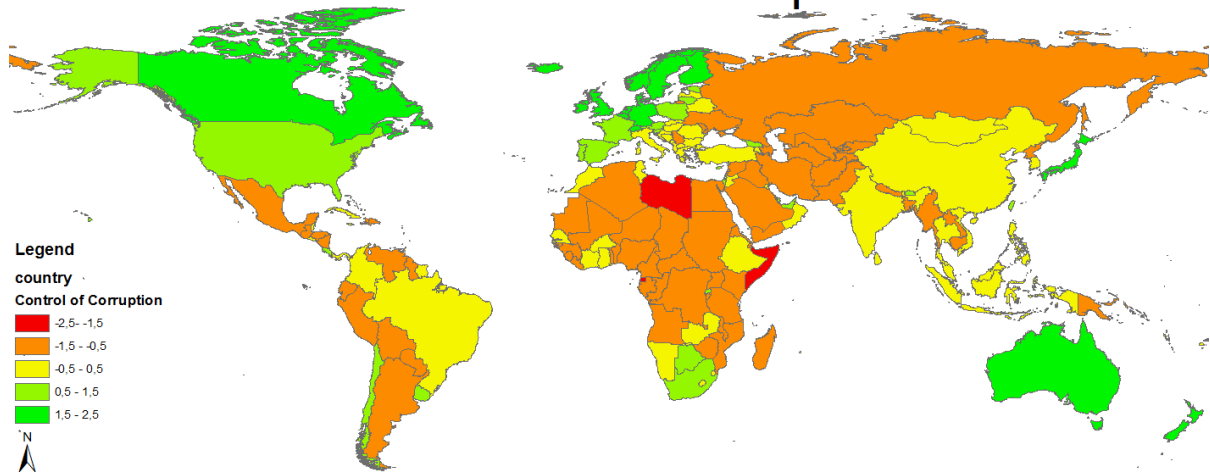 Legend
country
Control of Corruption
-2,5- -1,5
-1,5 - -0,5
-0,5 - 0,5
0,5 - 1,5
1,5 - 2,5
N